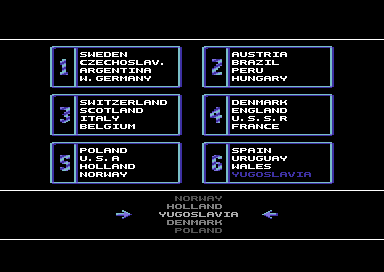 1
SWEDEN
CZECHOSLAV.
ARGENTINA
W.GERMANY
2
AUSTRIA
BRAZIL
PERU
HUNGARY
3
SWITZERLAND
SCOTLAND
ITALY
BELGIUM
4
DENMARK
ENGLAND
U.S.S.R
FRANCE
5
POLAND
U.S.A
HOLLAND
NORWAY
6
SPAIN
URUGUAY
WALES
YUGOSLAVIA
NORWAY
HOLLAND
YUGOSLAVIA
DENMARK
POLAND